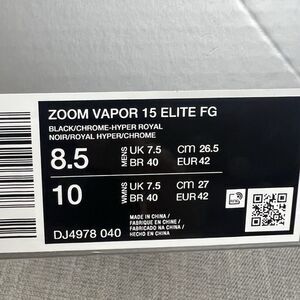 ZOOM VAPOR 15 ELITE FG
BLACK/CHROME-HYPER ROYAL
NOIR/ROYAL HYPER/CHROME
8.5 MENS UK 7.5 cm 26.5
BR 40 EUR 42
10 WMNS UK 7.5 cm 27
BR 40 EUR 42
DJ4978 040
MADE IN CHINA /
FABRIQUE EN CHINE /
FABRICADO NA CHINA /
HECHO EN CHINA